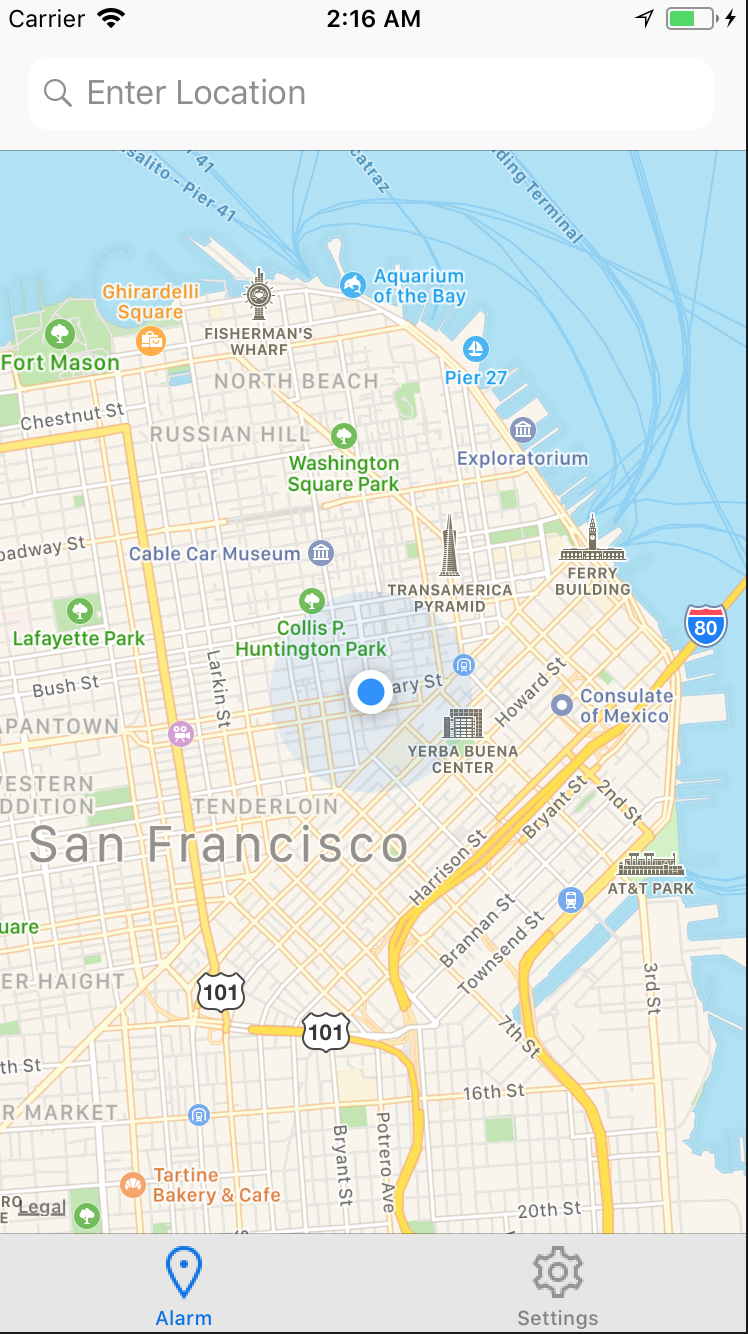 Carrier
2:16 AM
Enter Location
41
Pier 41
catraz
ding Terminal
Aquarium
of the Bay
Ghirardelli
Square
FISHERMAN'S
WHARF
Fort Mason
Pier 27
NORTH BEACH
Chestnut St
RUSSIAN HILL
Washington
Square Park
Exploratorium
oadway St
Cable Car Museum
TRANSAMERICA
PYRAMID
FERRY
BUILDING
Collis P.
Huntington Park
Lafayette Park
80
Bush St
Larkin St
ary St
Howard St
Consulate
of Mexico
APANTOWN
YERBA BUENA
CENTER
ESTERN
DDITION
TENDERLOIN
Bryant St
2nd St
San Francisco
Harrison St
AT&T PARK
uare
Brannan St
Townsend St
ER HAIGHT
101
3rd St
101
7th St
th St
16th St
R MARKET
Bryant St
Potrero Ave
Tartine
Bakery & Cafe
RO
E
Legal
20th St
Alarm
Settings